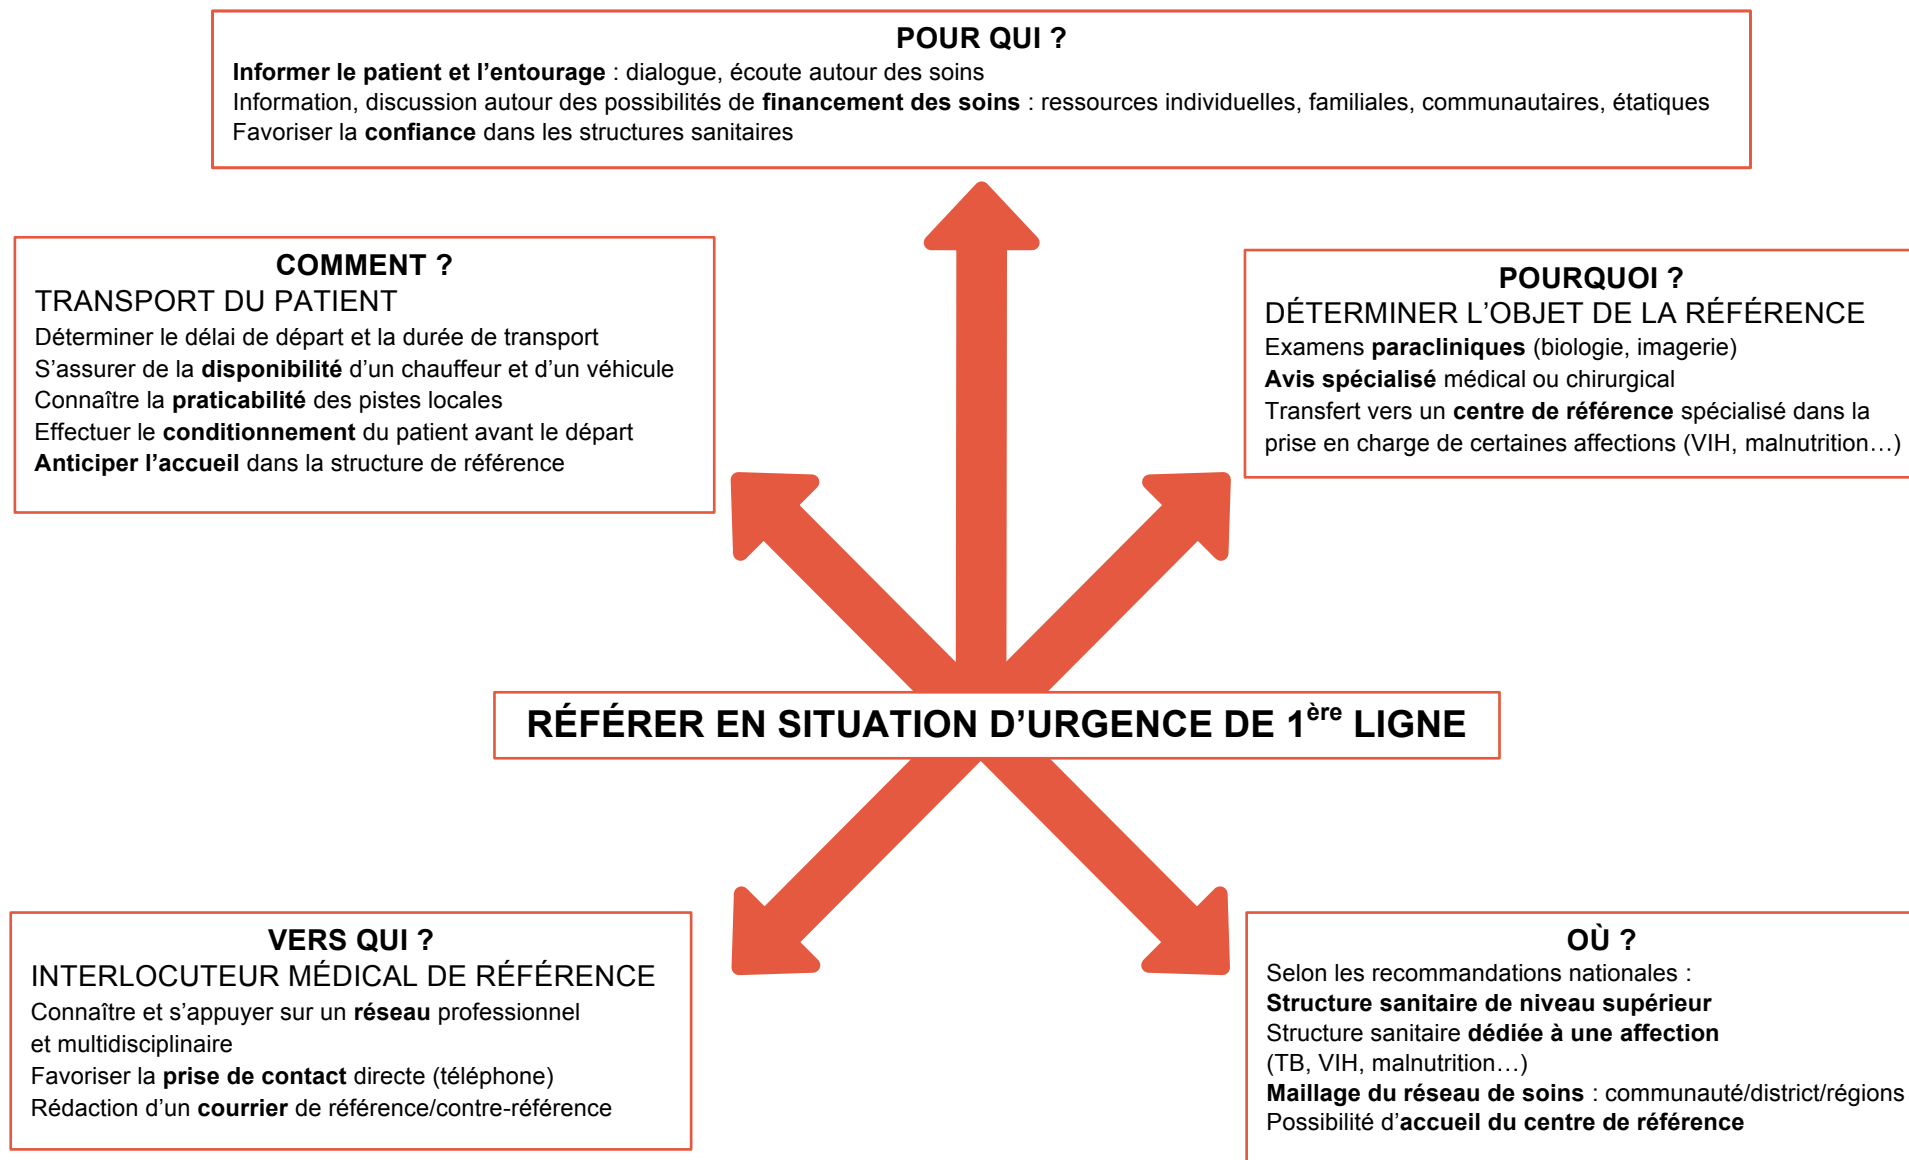 POUR QUI ?
Informer le patient et l’entourage : dialogue, écoute autour des soins
Information, discussion autour des possibilités de financement des soins : ressources individuelles, familiales, communautaires, étatiques
Favoriser la confiance dans les structures sanitaires
COMMENT ?
TRANSPORT DU PATIENT
Déterminer le délai de départ et la durée de transport
S’assurer de la disponibilité d’un chauffeur et d’un véhicule
Connaître la praticabilité des pistes locales
Effectuer le conditionnement du patient avant le départ
Anticiper l’accueil dans la structure de référence
POURQUOI ?
DÉTERMINER L’OBJET DE LA RÉFÉRENCE
Examens paracliniques (biologie, imagerie)
Avis spécialisé médical ou chirurgical
Transfert vers un centre de référence spécialisé dans la
prise en charge de certaines affections (VIH, malnutrition…)
RÉFÉRER EN SITUATION D’URGENCE DE 1ère LIGNE
VERS QUI ?
INTERLOCUTEUR MÉDICAL DE RÉFÉRENCE
Connaître et s’appuyer sur un réseau professionnel
et multidisciplinaire
Favoriser la prise de contact directe (téléphone)
Rédaction d’un courrier de référence/contre-référence
OÙ ?
Selon les recommandations nationales :
Structure sanitaire de niveau supérieur
Structure sanitaire dédiée à une affection
(TB, VIH, malnutrition…)
Maillage du réseau de soins : communauté/district/régions
Possibilité d’accueil du centre de référence